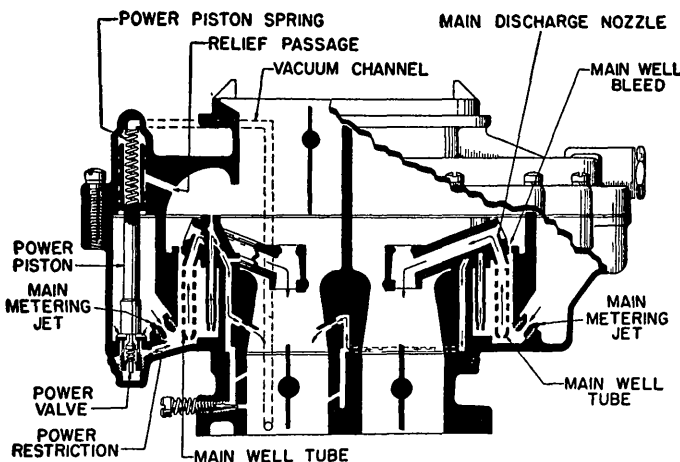 POWER PISTON SPRING
RELIEF PASSAGE
VACUUM CHANNEL
MAIN DISCHARGE NOZZLE
MAIN WELL
BLEED
POWER
PISTON
MAIN
METERING
JET
POWER
VALVE
POWER
RESTRICTION
MAIN WELL TUBE
MAIN
METERING
JET
MAIN WELL
TUBE